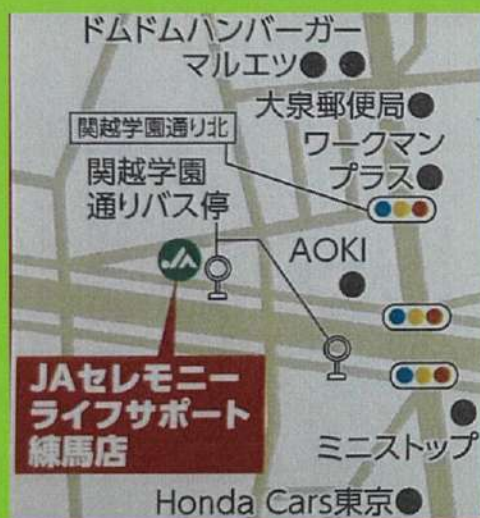 ドムドムハンバーガー
マルエツ
大泉郵便局
関越学園通り北
ワークマン
プラス
関越学園
通りバス停
AOKI
JA
JAセレモニー
ライフサポート
練馬店
ミニストップ
Honda Cars東京